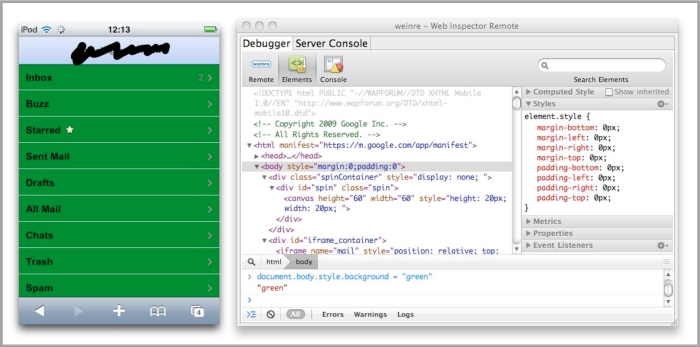 iPod 12:13
Inbox 2
Buzz
Starred
Sent Mail
Drafts
All Mail
Chats
Trash
Spam
4
weinre – Web Inspector Remote
Debugger Server Console
weinre
Remote Elements Console
Search Elements
<!DOCTYPE html PUBLIC "-//WAPFORUM//DTD XHTML Mobile
1.0//EN" "http://www.wapforum.org/DTD/xhtml-
mobile10.dtd">
<!-- Copyright 2009 Google Inc. -->
<!-- All Rights Reserved. -->
▼<html manifest="https://m.google.com/app/manifest">
▶<head>…</head>
▼<body style="margin:0;padding:0">
▼<div class="spinContainer" style="display: none; ">
▼<div id="spin" class="spin">
<canvas height="60" width="60" style="height: 20px;
width: 20px; ">
</div>
</div>
▼<div id="iframe_container">
▼<iframe name="mail" style="position: relative; top:
html body
> document.body.style.background = "green"
"green"
>
All Errors Warnings Logs
▶ Computed Style Show inherited
▼ Styles
element.style {
margin-bottom: 0px;
margin-left: 0px;
margin-right: 0px;
margin-top: 0px;
padding-bottom: 0px;
padding-left: 0px;
padding-right: 0px;
padding-top: 0px;
}
▶ Metrics
▶ Properties
▶ Event Listeners